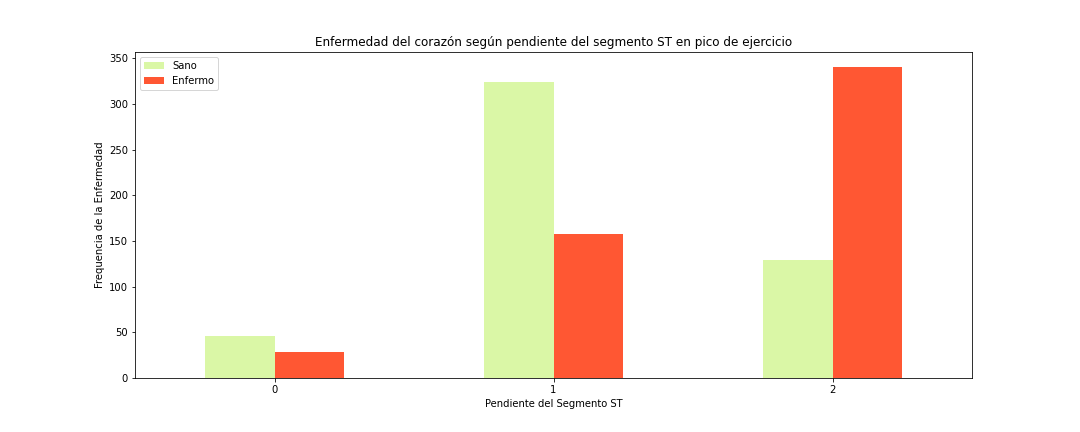 Enfermedad del corazón según pendiente del segmento ST en pico de ejercicio
350
300
250
200
150
100
50
0
Frequencia de la Enfermedad
Sano
Enfermo
0
1
2
Pendiente del Segmento ST